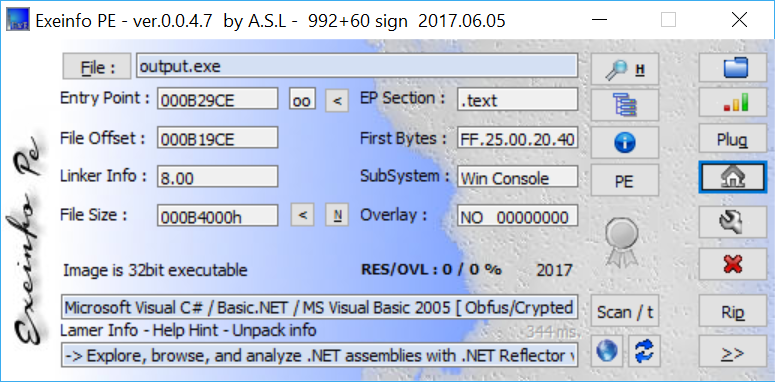 Exeinfo PE - ver.0.0.4.7 by A.S.L - 992+60 sign 2017.06.05
File : output.exe H
Entry Point : 000B29CE oo < EP Section : .text
File Offset : 000B19CE First Bytes : FF.25.00.20.40 Plug
Linker Info : 8.00 SubSystem : Win Console PE
File Size : 000B4000h < N Overlay : NO 00000000
Image is 32bit executable RES/OVL : 0 / 0 % 2017
Microsoft Visual C# / Basic.NET / MS Visual Basic 2005 [ Obfus/Crypted Scan / t Rip
Lamer Info - Help Hint - Unpack info 344 ms.
-> Explore, browse, and analyze .NET assemblies with .NET Reflector >>
Exeinfo Pe